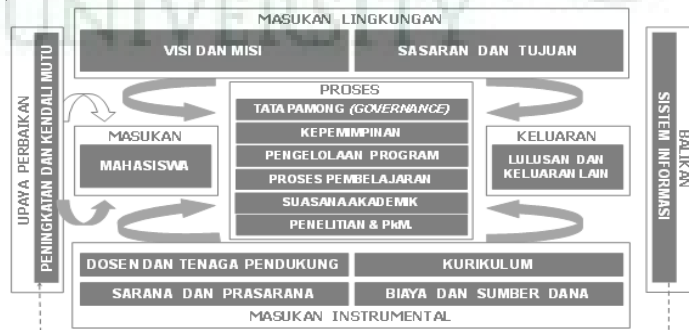 UNIVERSITY
MASUKAN LINGKUNGAN
VISI DAN MISI
SASARAN DAN TUJUAN
UPAYA PERBAIKAN
PENINGKATAN DAN KENDALI MUTU
MASUKAN
MAHASISWA
PROSES
TATA PAMONG (GOVERNANCE)
KEPEMIMPINAN
PENGELOLAAN PROGRAM
PROSES PEMBELAJARAN
SUASANA AKADEMIK
PENELITIAN & PkM.
KELUARAN
LULUSAN DAN
KELUARAN LAIN
SISTEM INFORMASI
BALIKAN
DOSEN DAN TENAGA PENDUKUNG
KURIKULUM
SARANA DAN PRASARANA
BIAYA DAN SUMBER DANA
MASUKAN INSTRUMENTAL